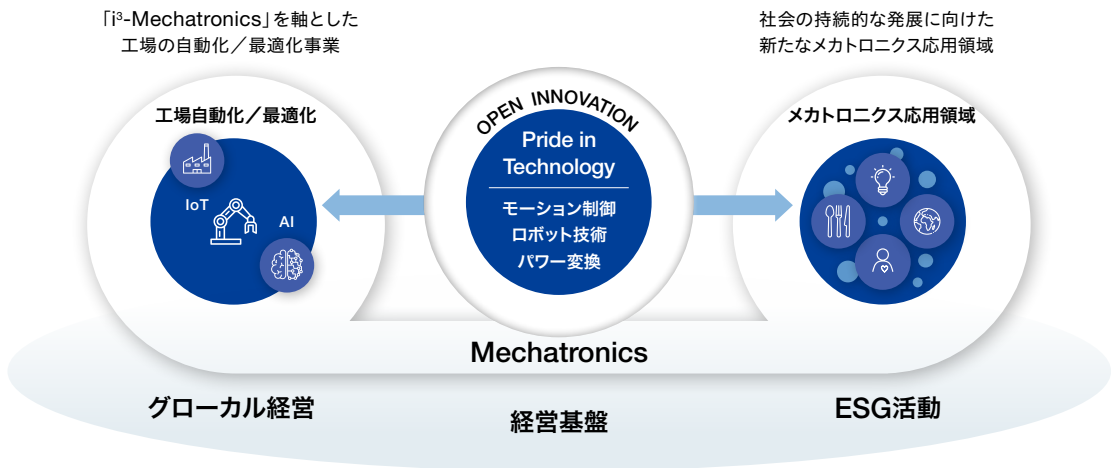 「i³-Mechatronics」を軸とした
工場の自動化／最適化事業
社会の持続的な発展に向けた
新たなメカトロニクス応用領域
工場自動化／最適化
IoT
AI
OPEN INNOVATION
Pride in
Technology
モーション制御
ロボット技術
パワー変換
メカトロニクス応用領域
Mechatronics
グローカル経営
経営基盤
ESG活動